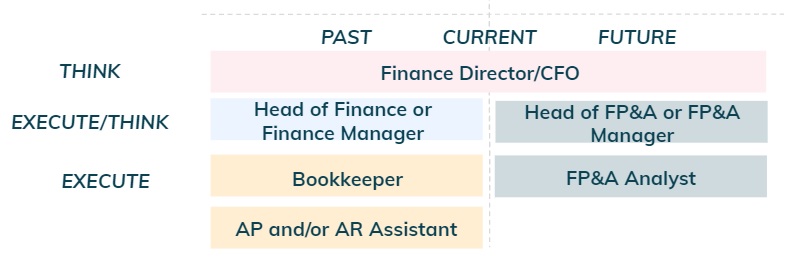 PAST CURRENT FUTURE
THINK Finance Director/CFO
EXECUTE/THINK Head of Finance or Finance Manager Head of FP&A or FP&A Manager
EXECUTE Bookkeeper FP&A Analyst
AP and/or AR Assistant